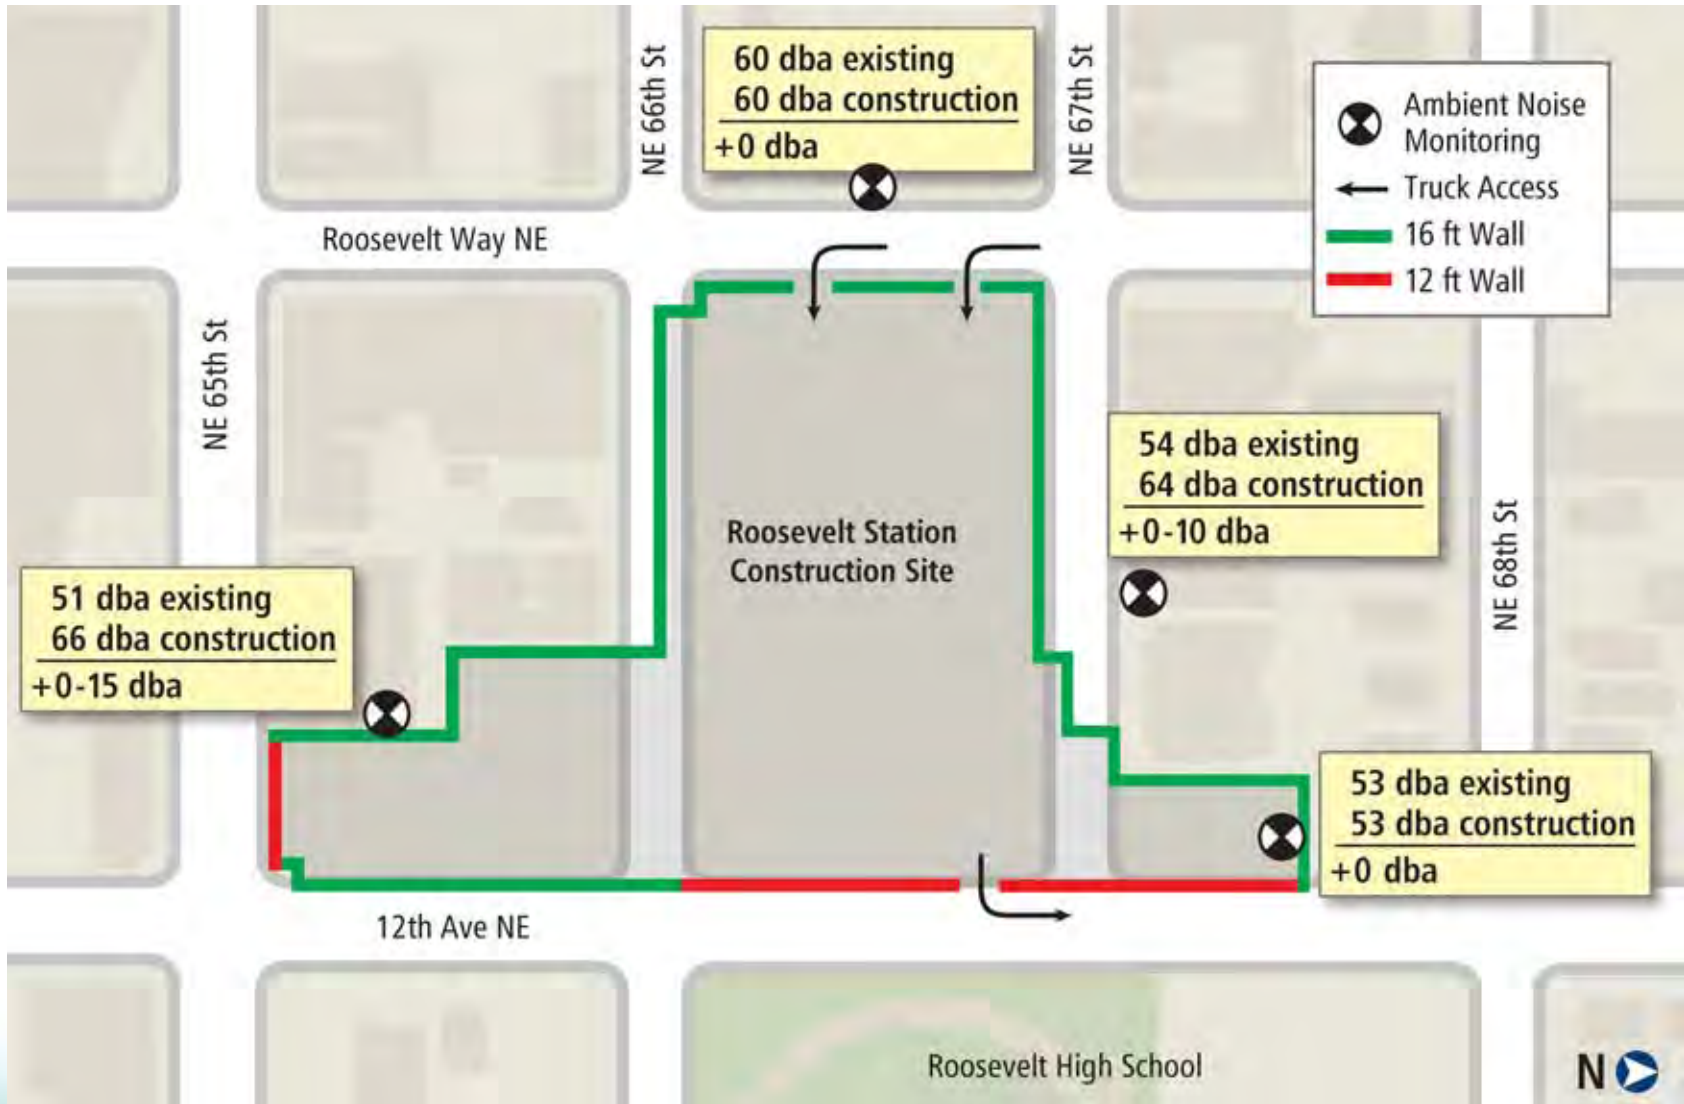 NE 66th St
60 dba existing
60 dba construction
+0 dba
NE 67th St
Ambient Noise
Monitoring
Truck Access
16 ft Wall
12 ft Wall
Roosevelt Way NE
NE 65th St
54 dba existing
64 dba construction
+0-10 dba
Roosevelt Station
Construction Site
NE 68th St
51 dba existing
66 dba construction
+0-15 dba
53 dba existing
53 dba construction
+0 dba
12th Ave NE
Roosevelt High School
N